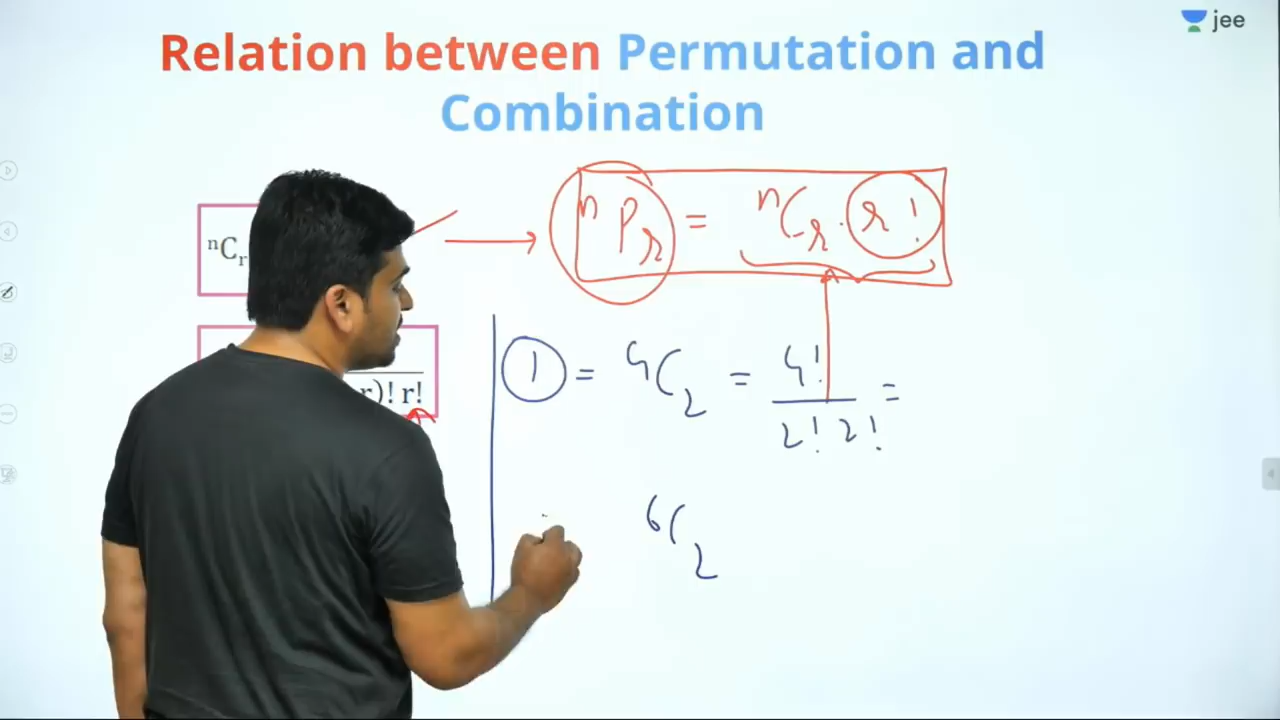 jee
Relation between Permutation and
Combination
ⁿCᵣ
ⁿPᵣ = ⁿCᵣ . r!
r)! r!
1 = ⁴C₂ = 4! / 2! 2! =
⁶C₂